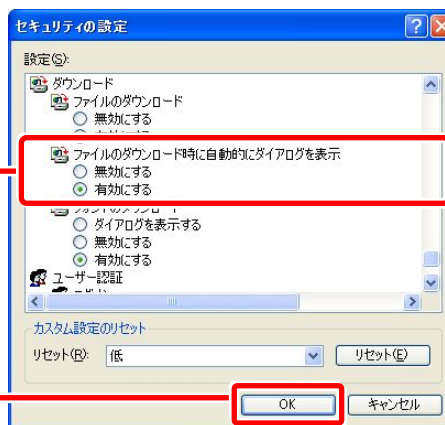 セキュリティの設定
設定(S):
ダウンロード
ファイルのダウンロード
無効にする
ファイルのダウンロード時に自動的にダイアログを表示
無効にする
有効にする
ダイアログを表示する
無効にする
有効にする
ユーザー認証
カスタム設定のリセット
リセット(R): 低 リセット(E)
OK キャンセル